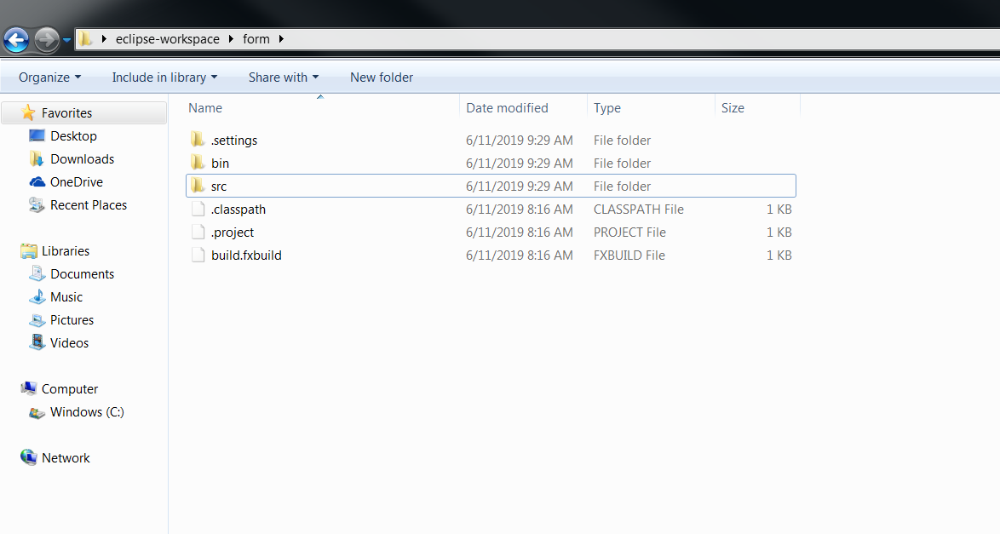 eclipse-workspace form
Organize Include in library Share with New folder
Favorites
Desktop
Downloads
OneDrive
Recent Places
Libraries
Documents
Music
Pictures
Videos
Computer
Windows (C:)
Network
Name Date modified Type Size
.settings 6/11/2019 9:29 AM File folder
bin 6/11/2019 9:29 AM File folder
src 6/11/2019 9:29 AM File folder
.classpath 6/11/2019 8:16 AM CLASSPATH File 1 KB
.project 6/11/2019 8:16 AM PROJECT File 1 KB
build.fxbuild 6/11/2019 8:16 AM FXBUILD File 1 KB